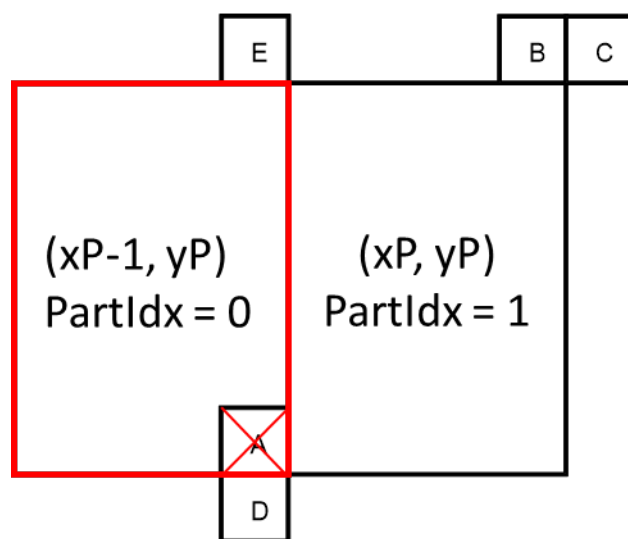 E
B
C
(xP-1, yP)
PartIdx = 0
(xP, yP)
PartIdx = 1
A
D